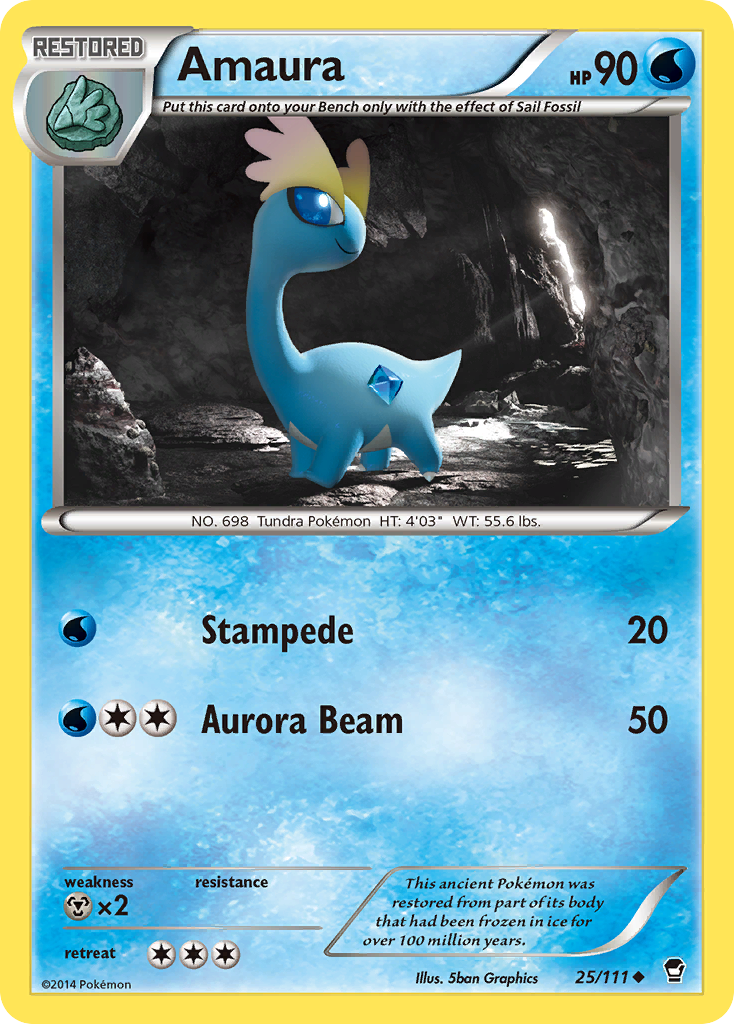 RESTORED
Amaura
HP 90
Put this card onto your Bench only with the effect of Sail Fossil
NO. 698 Tundra Pokémon HT: 4'03" WT: 55.6 lbs.
Stampede 20
Aurora Beam 50
weakness
×2
resistance
retreat
This ancient Pokémon was
restored from part of its body
that had been frozen in ice for
over 100 million years.
©2014 Pokémon
Illus. 5ban Graphics
25/111